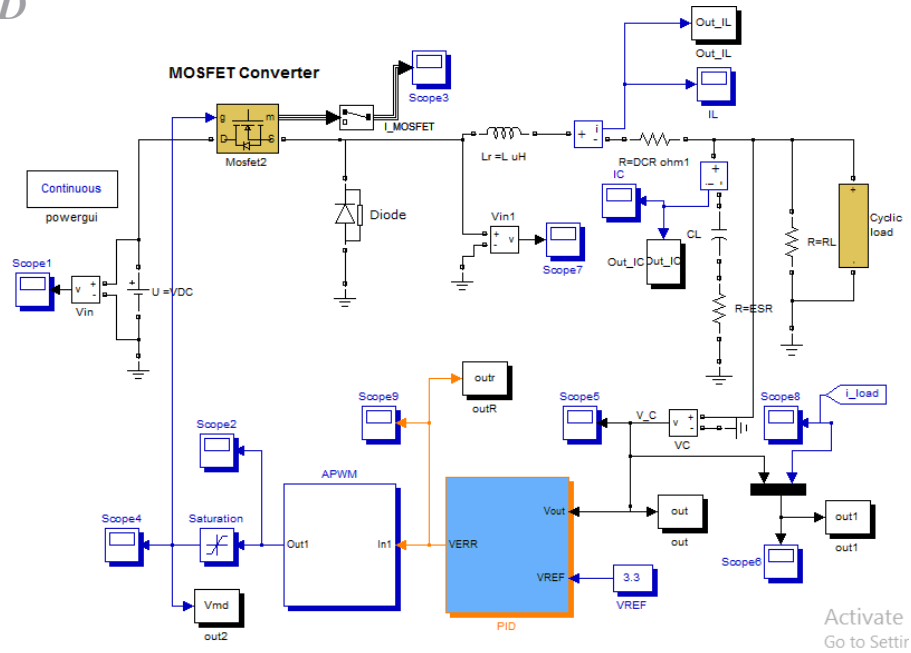 D
Out_IL
Out_IL
MOSFET Converter
Scope3
IL
g
m
D
S
I_MOSFET
Mosfet2
+
i
-
Lr =L uH
R=DCR ohm1
IC
Continuous
powergui
Diode
Vin1
+
-
v
Scope7
CL
Out_IC
Out_IC
R=RL
Cyclic
load
Scope1
v
+
-
Vin
U =VDC
R=ESR
outr
outR
Scope9
Scope5
V_C
v
+
-
VC
Scope8
i_load
Scope2
APWM
Scope4
Saturation
Out1
In1
VERR
Vout
VREF
out
out
out1
out1
Scope6
3.3
VREF
Vmd
out2
PID
Activate
Go to Settir